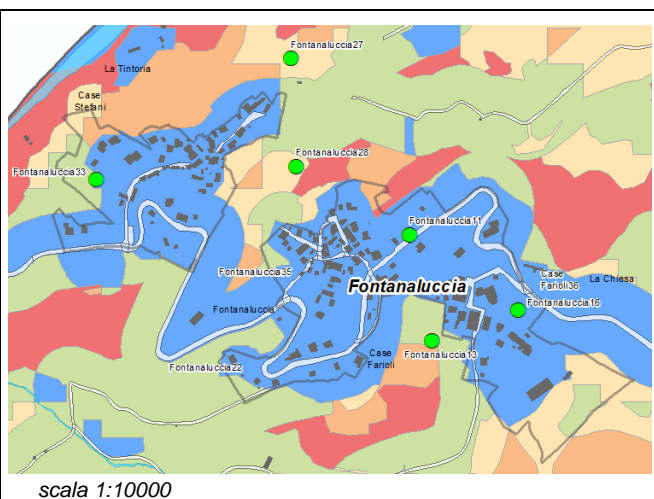 Fontanaluccia27
La Tintoria
Case
Stefani
Fontanaluccia28
Fontanaluccia33
Fontanaluccia11
Fontanaluccia35
Case
Farioli36
La Chiesa
Fontanaluccia
Fontanaluccia
Fontanaluccia16
Fontanaluccia13
Case
Farioli
Fontanaluccia22
scala 1:10000